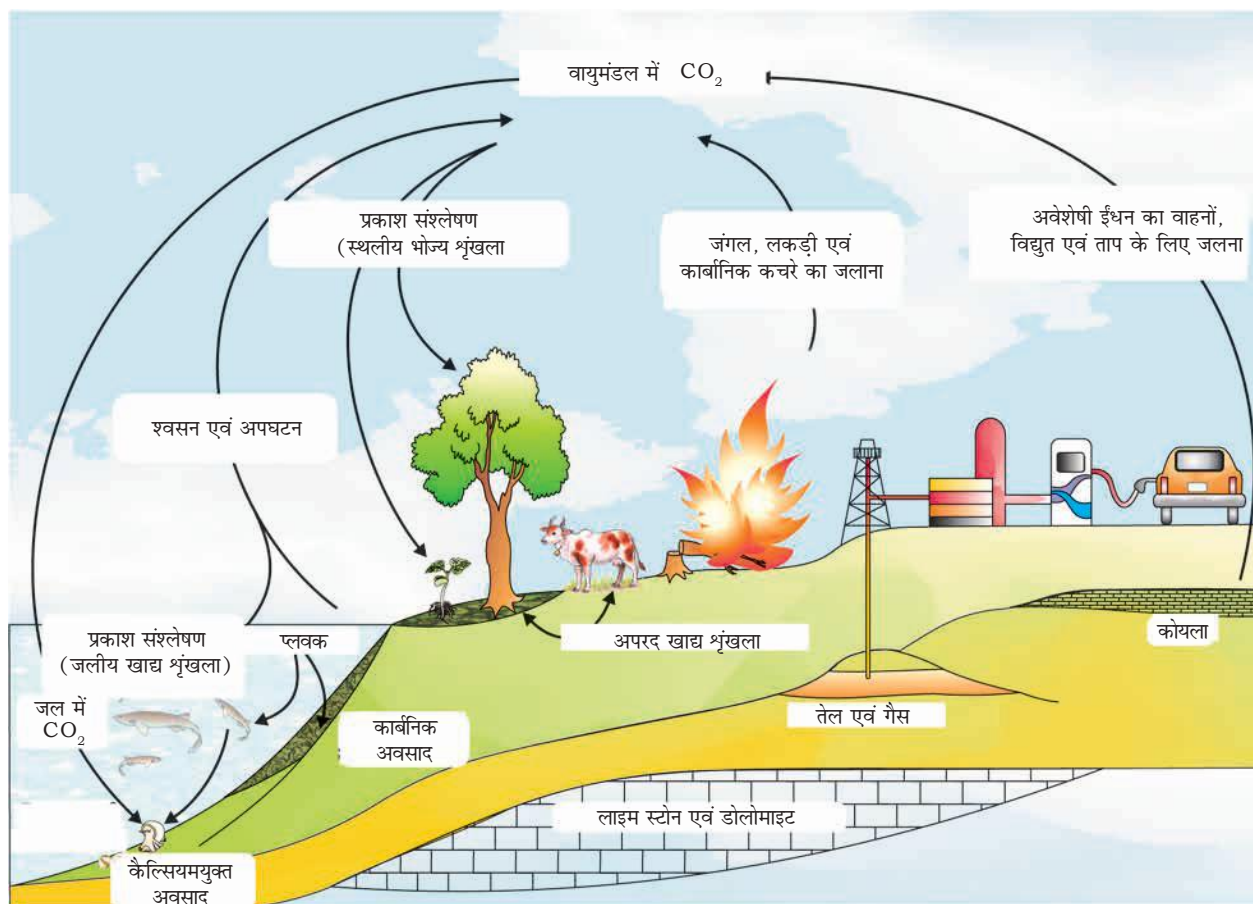 वायुमंडल में CO₂
प्रकाश संश्लेषण
(स्थलीय भोज्य शृंखला
जंगल, लकड़ी एवं
कार्बानिक कचरे का जलाना
अवेशेषी ईंधन का वाहनों,
विद्युत एवं ताप के लिए जलना
श्वसन एवं अपघटन
प्रकाश संश्लेषण
(जलीय खाद्य शृंखला)
प्लवक
अपरद खाद्य शृंखला
कोयला
जल में
CO₂
कार्बनिक
अवसाद
तेल एवं गैस
लाइम स्टोन एवं डोलोमाइट
कैल्सियमयुक्त
अवसाद